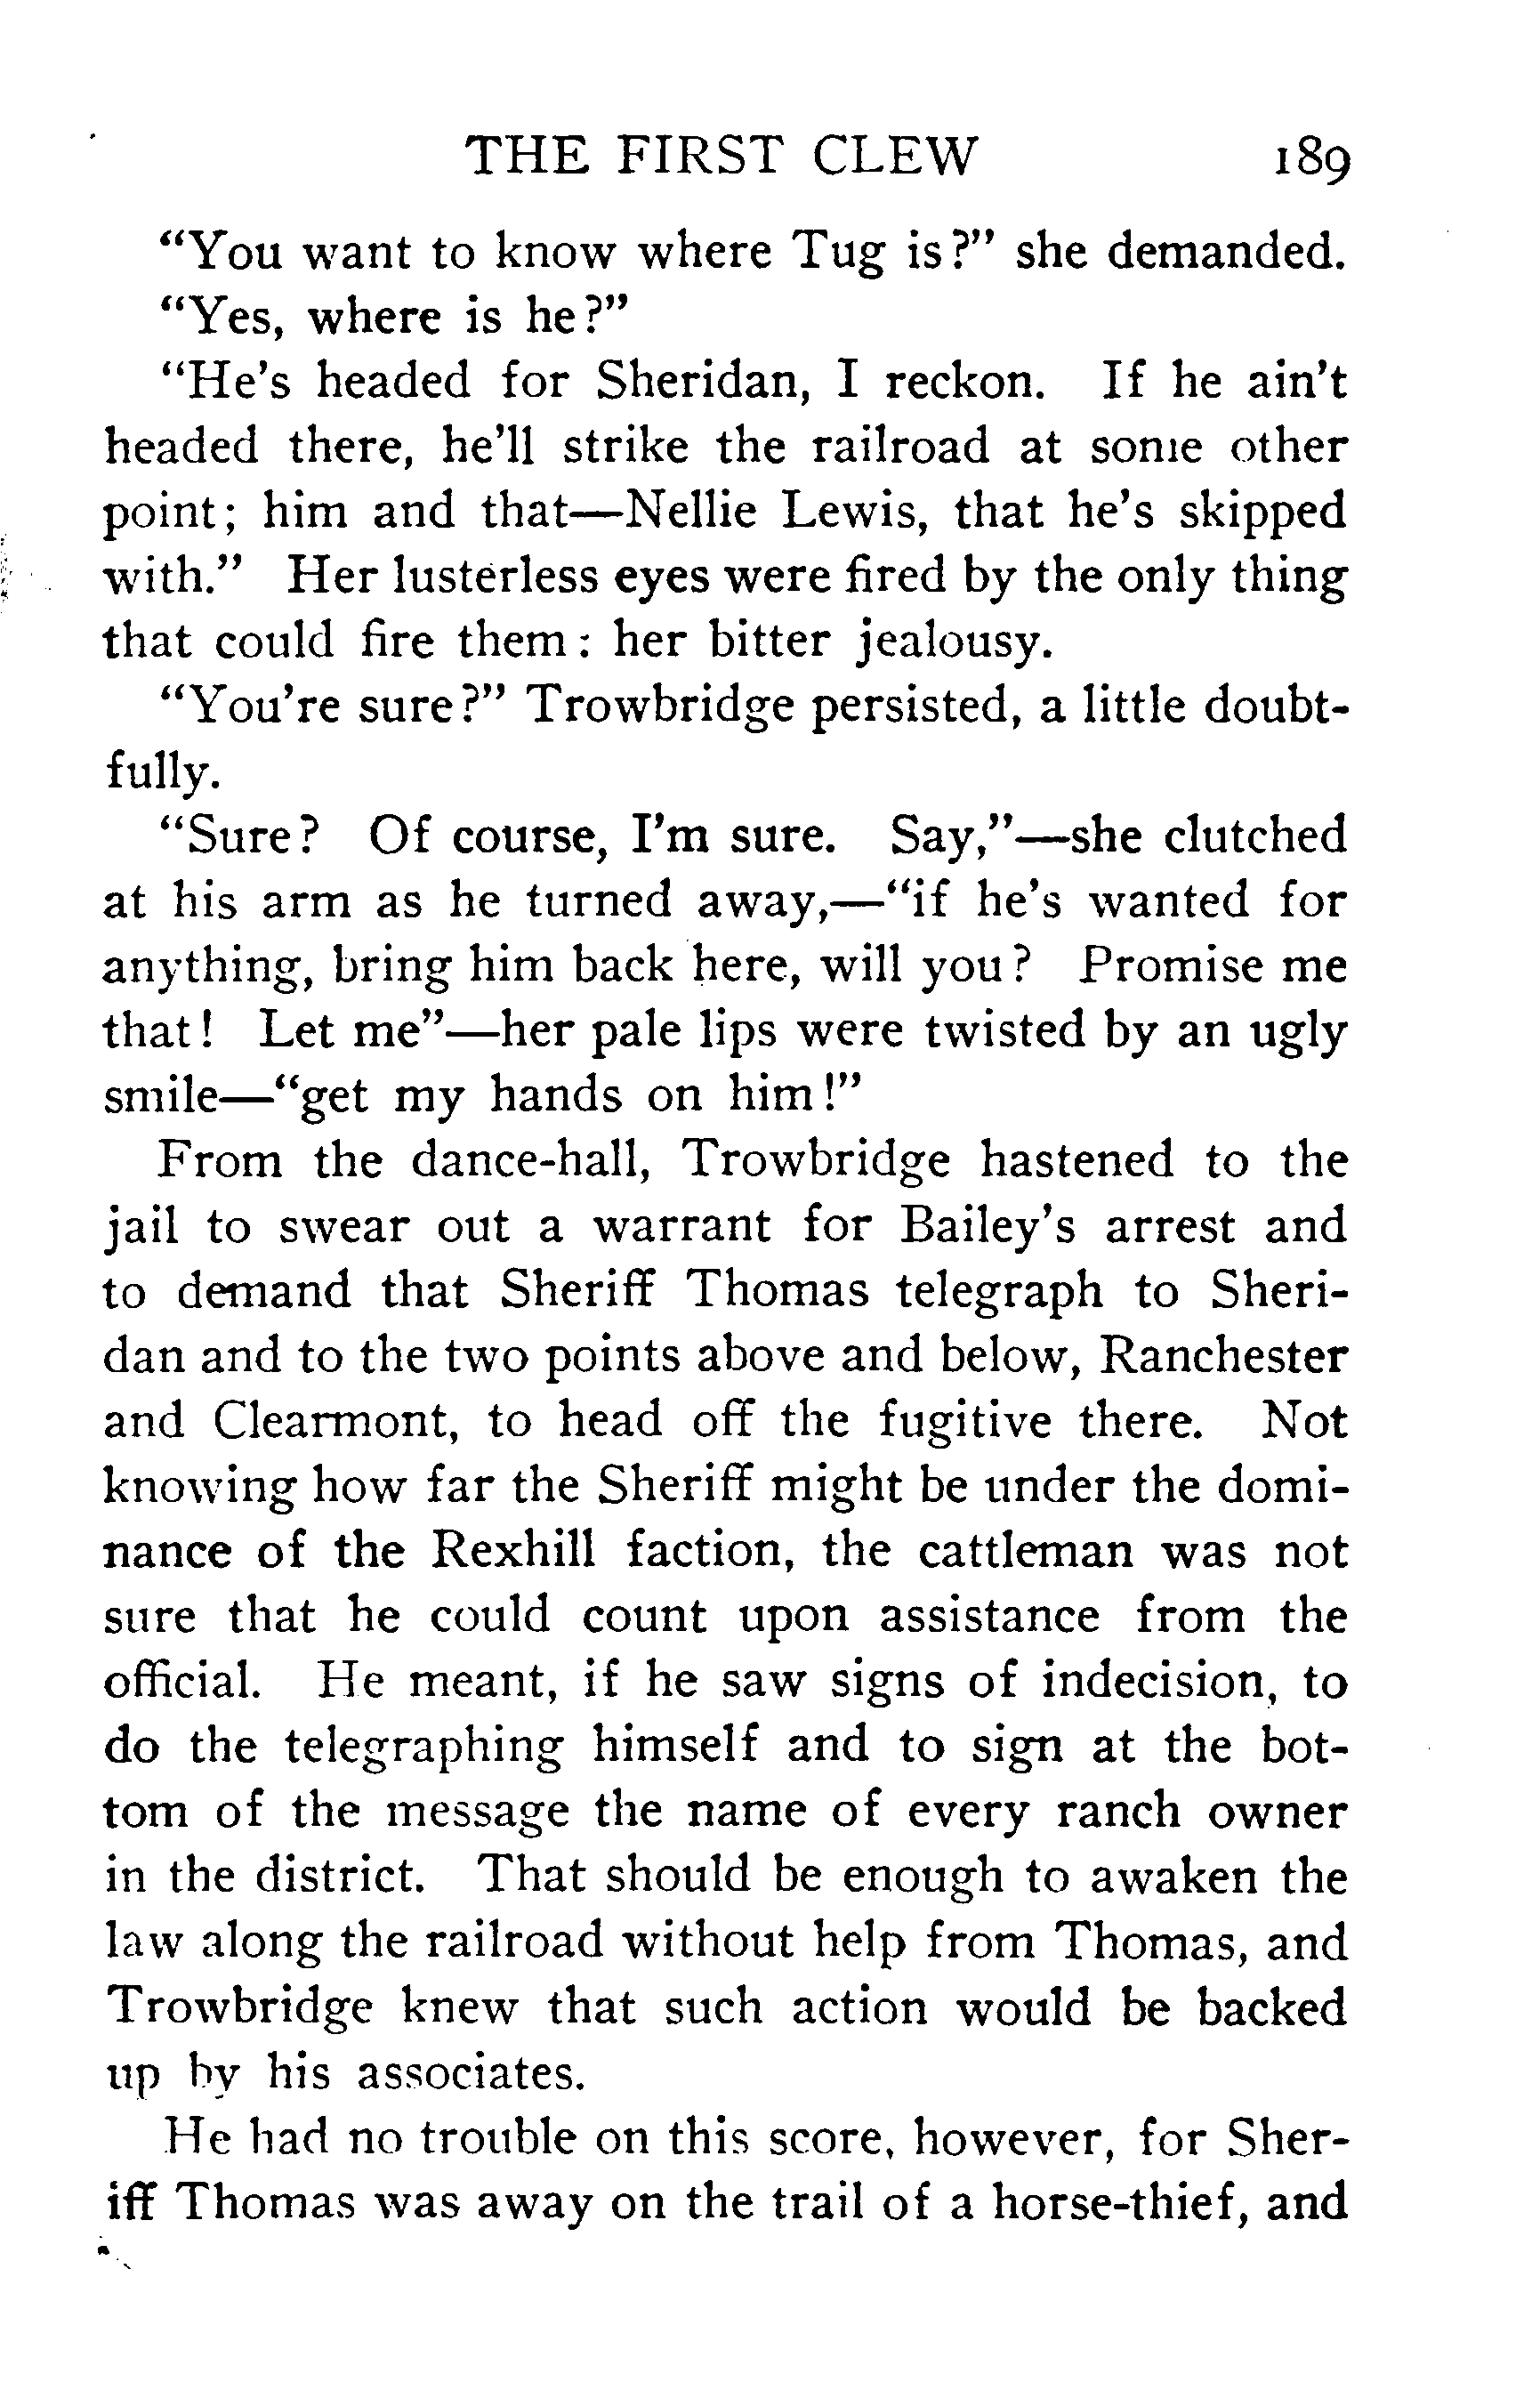 THE FIRST CLEW 189
"You want to know where Tug is?" she demanded.
"Yes, where is he?"
"He's headed for Sheridan, I reckon. If he ain't
headed there, he'll strike the railroad at some other
point; him and that—Nellie Lewis, that he's skipped
with." Her lusterless eyes were fired by the only thing
that could fire them: her bitter jealousy.
"You're sure?" Trowbridge persisted, a little doubt-
fully.
"Sure? Of course, I'm sure. Say,"—she clutched
at his arm as he turned away,—"if he's wanted for
anything, bring him back here, will you? Promise me
that! Let me"—her pale lips were twisted by an ugly
smile—"get my hands on him!"
From the dance-hall, Trowbridge hastened to the
jail to swear out a warrant for Bailey's arrest and
to demand that Sheriff Thomas telegraph to Sheri-
dan and to the two points above and below, Ranchester
and Clearmont, to head off the fugitive there. Not
knowing how far the Sheriff might be under the domi-
nance of the Rexhill faction, the cattleman was not
sure that he could count upon assistance from the
official. He meant, if he saw signs of indecision, to
do the telegraphing himself and to sign at the bot-
tom of the message the name of every ranch owner
in the district. That should be enough to awaken the
law along the railroad without help from Thomas, and
Trowbridge knew that such action would be backed
up by his associates.
He had no trouble on this score, however, for Sher-
iff Thomas was away on the trail of a horse-thief, and